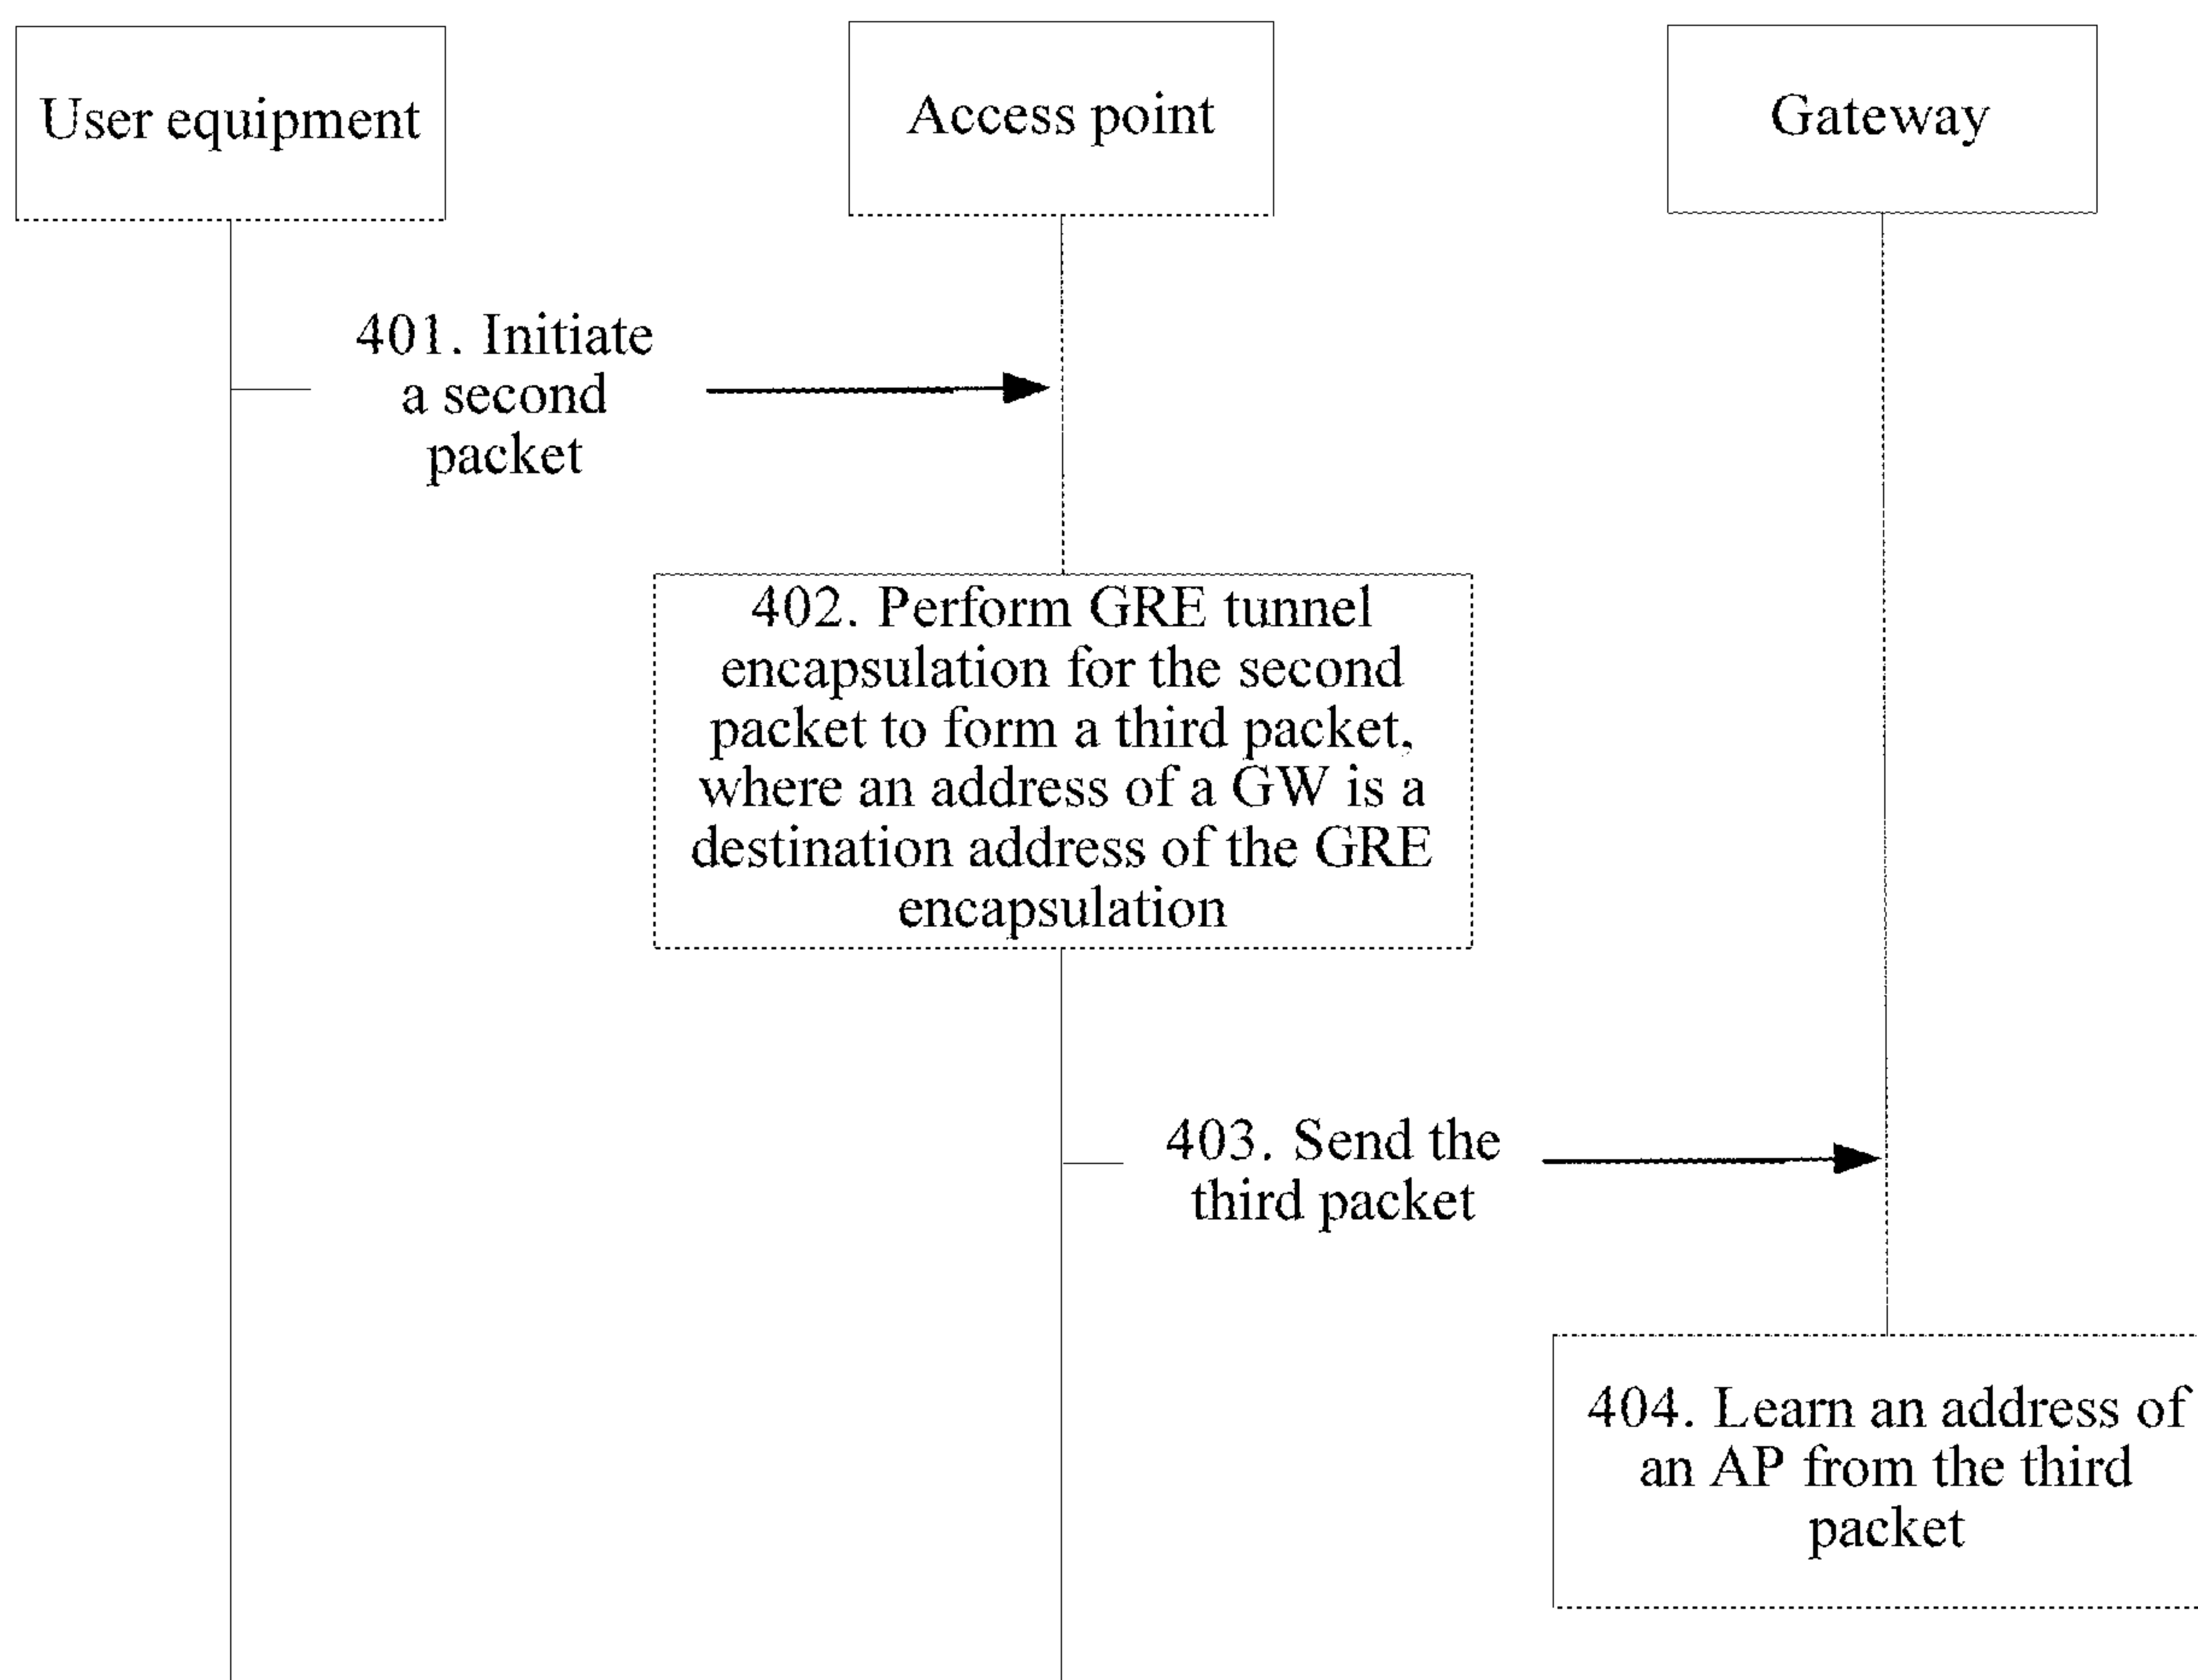 User equipment
Access point
Gateway
401. Initiate
a second
packet
402. Perform GRE tunnel
encapsulation for the second
packet to form a third packet,
where an address of a GW is a
destination address of the GRE
encapsulation
403. Send the
third packet
404. Learn an address of
an AP from the third
packet